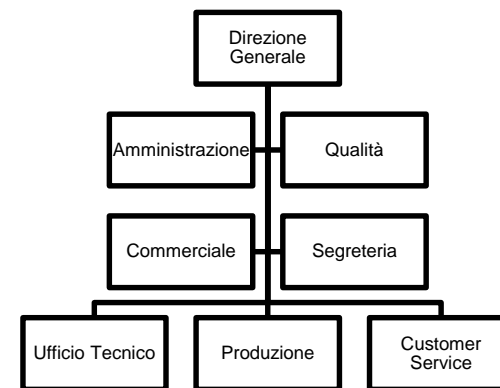 Direzione
Generale
Amministrazione
Qualità
Commerciale
Segreteria
Ufficio Tecnico
Produzione
Customer
Service